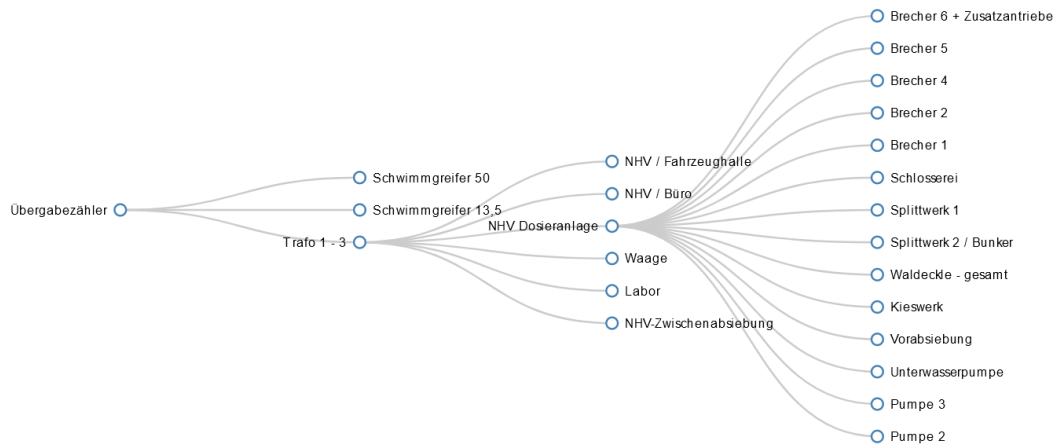 Übergabezähler
Schwimmgreifer 50
Schwimmgreifer 13,5
Trafo 1 - 3
NHV / Fahrzeughalle
NHV / Büro
NHV Dosieranlage
Waage
Labor
NHV-Zwischenabsiebung
Brecher 6 + Zusatzantriebe
Brecher 5
Brecher 4
Brecher 2
Brecher 1
Schlosserei
Splittwerk 1
Splittwerk 2 / Bunker
Waldeckle - gesamt
Kieswerk
Vorabsiebung
Unterwasserpumpe
Pumpe 3
Pumpe 2